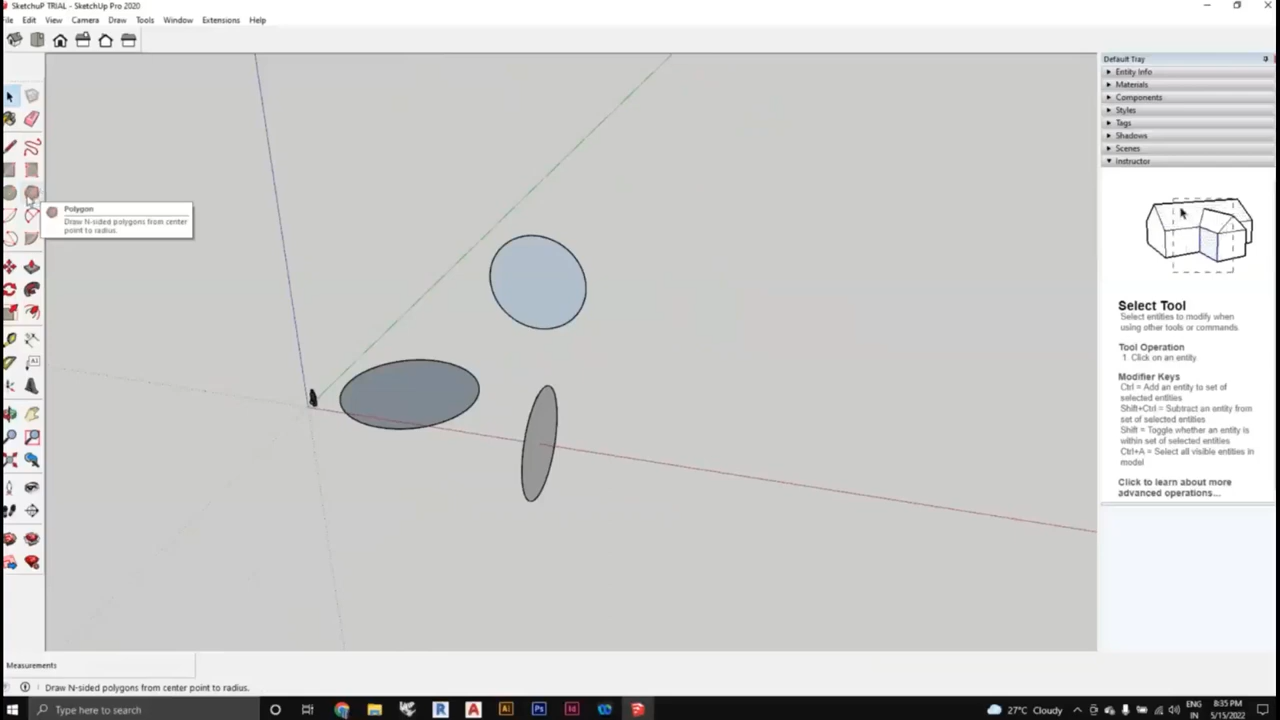 SketchuP TRIAL - SketchUp Pro 2020
File Edit View Camera Draw Tools Window Extensions Help
Default Tray
Entity Info
Materials
Components
Styles
Tags
Shadows
Scenes
Instructor
Polygon
Draw N-sided polygons from center
point to radius.
Select Tool
Select entities to modify when
using other tools or commands.
Tool Operation
1 Click on an entity.
Modifier Keys
Ctrl = Add an entity to set of
selected entities
Shift+Ctrl = Subtract an entity from
set of selected entities
Shift = Toggle whether an entity is
within set of selected entities
Ctrl+A = Select all visible entities in
model
Click to learn about more
advanced operations...
Measurements
Draw N-sided polygons from center point to radius.
Type here to search
27°C Cloudy
ENG
IN
8:35 PM
5/15/2022